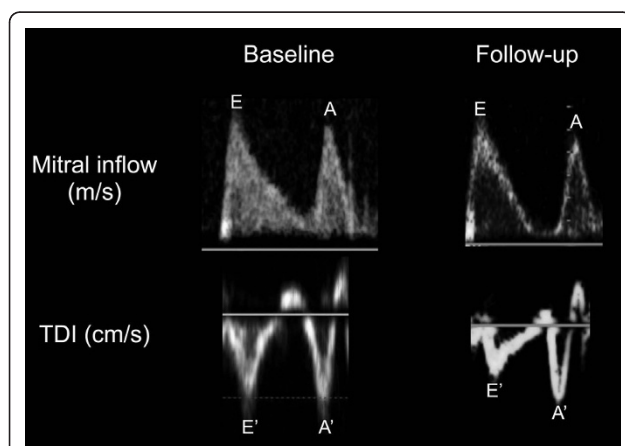 Baseline Follow-up
E A E A
Mitral inflow
(m/s)
TDI (cm/s)
E' A' E' A'